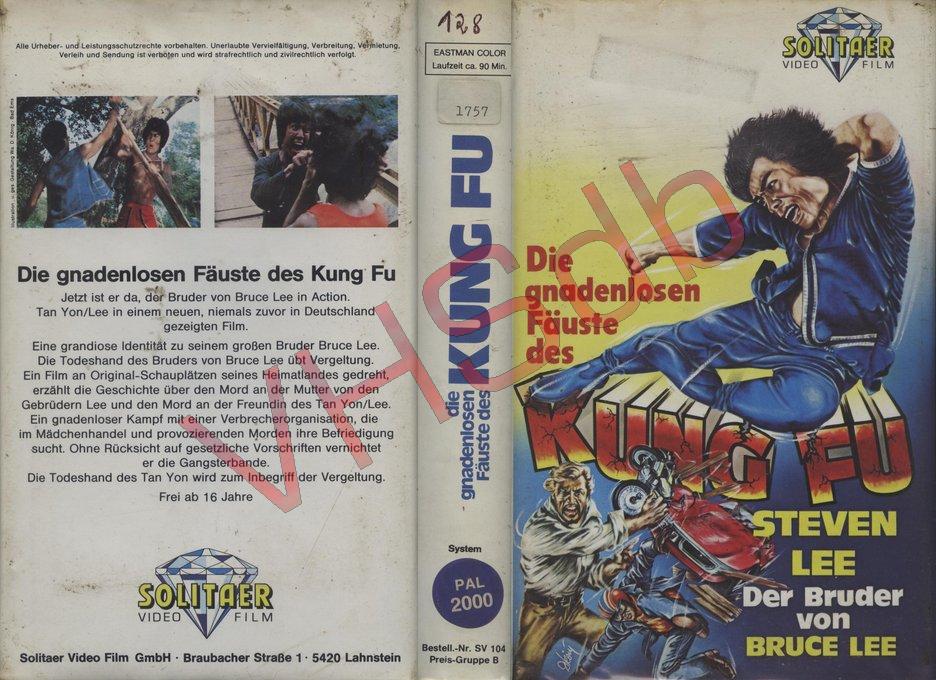 Alle Urheber- und Leistungsschutzrechte vorbehalten. Unerlaubte Vervielfältigung, Verbreitung, Vermietung,
Verleih und Sendung ist verboten und wird strafrechtlich und zivilrechtlich verfolgt.
Die gnadenlosen Fäuste des Kung Fu
Jetzt ist er da, der Bruder von Bruce Lee in Action.
Tan Yon/Lee in einem neuen, niemals zuvor in Deutschland
gezeigten Film.
Eine grandiose Identität zu seinem großen Bruder Bruce Lee.
Die Todeshand des Bruders von Bruce Lee übt Vergeltung.
Ein Film an Original-Schauplätzen seines Heimatlandes gedreht,
erzählt die Geschichte über den Mord an der Mutter von den
Gebrüdern Lee und den Mord an der Freundin des Tan Yon/Lee.
Ein gnadenloser Kampf mit einer Verbrecherorganisation, die
im Mädchenhandel und provozierenden Morden ihre Befriedigung
sucht. Ohne Rücksicht auf gesetzliche Vorschriften vernichtet
er die Gangsterbande.
Die Todeshand des Tan Yon wird zum Inbegriff der Vergeltung.
Frei ab 16 Jahre
SOLITAER
VIDEO FILM
Solitaer Video Film GmbH · Braubacher Straße 1 · 5420 Lahnstein
128
EASTMAN COLOR
Laufzeit ca. 90 Min.
1757
die
gnadenlosen
Fäuste des
KUNG FU
System
PAL
2000
Bestell.-Nr. SV 104
Preis-Gruppe B
SOLITAER
VIDEO FILM
Die
gnadenlosen
Fäuste
des
KUNG FU
STEVEN
LEE
Der Bruder
von
BRUCE LEE
VHSdb